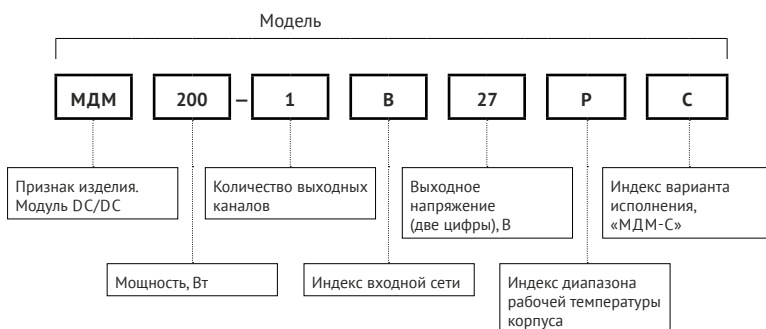 Модель
МДМ 200 – 1 В 27 Р С
Признак изделия.
Модуль DC/DC
Количество выходных
каналов
Выходное
напряжение
(две цифры), В
Индекс варианта
исполнения,
«МДМ-С»
Мощность, Вт
Индекс входной сети
Индекс диапазона
рабочей температуры
корпуса